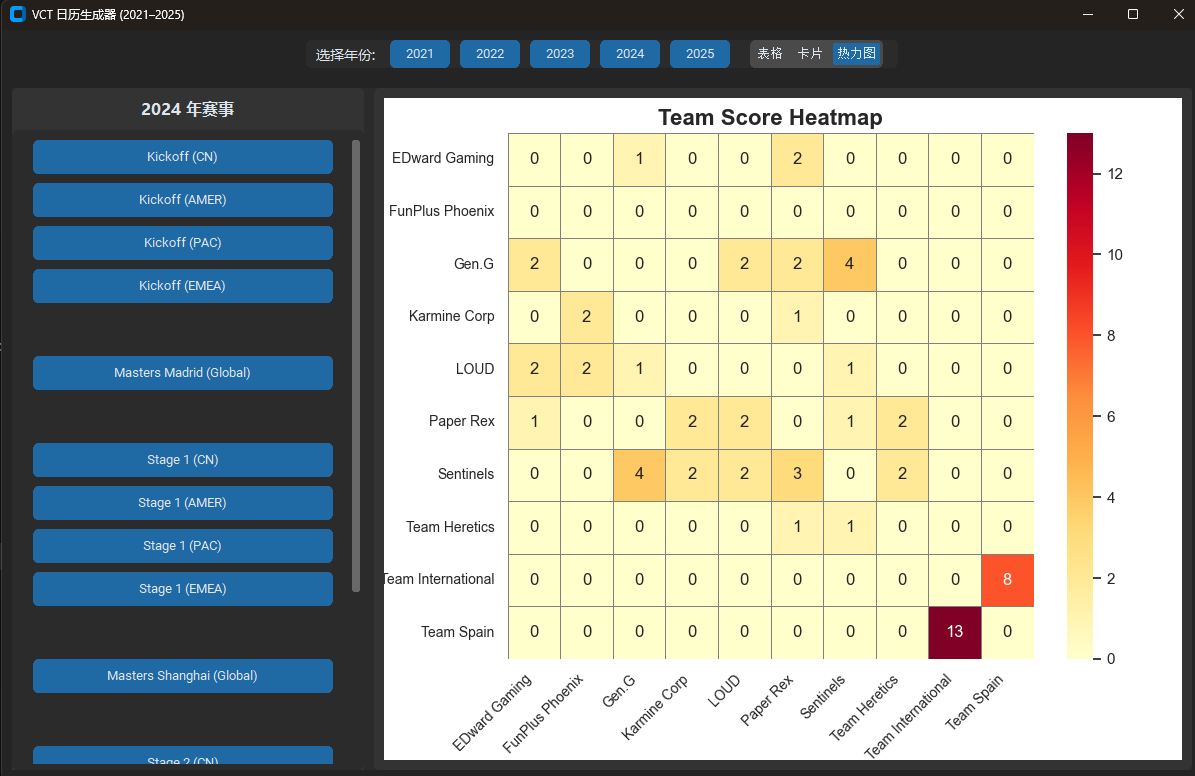 VCT 日历生成器 (2021–2025)
选择年份: 2021 2022 2023 2024 2025 表格 卡片 热力图
2024 年赛事
Kickoff (CN)
Kickoff (AMER)
Kickoff (PAC)
Kickoff (EMEA)
Masters Madrid (Global)
Stage 1 (CN)
Stage 1 (AMER)
Stage 1 (PAC)
Stage 1 (EMEA)
Masters Shanghai (Global)
Stage 2 (CN)
Team Score Heatmap
EDward Gaming 0 0 1 0 0 2 0 0 0 0
FunPlus Phoenix 0 0 0 0 0 0 0 0 0 0
Gen.G 2 0 0 0 2 2 4 0 0 0
Karmine Corp 0 2 0 0 0 1 0 0 0 0
LOUD 2 2 1 0 0 0 1 0 0 0
Paper Rex 1 0 0 2 2 0 1 2 0 0
Sentinels 0 0 4 2 2 3 0 2 0 0
Team Heretics 0 0 0 0 0 1 1 0 0 0
Team International 0 0 0 0 0 0 0 0 0 8
Team Spain 0 0 0 0 0 0 0 0 13 0
EDward Gaming
FunPlus Phoenix
Gen.G
Karmine Corp
LOUD
Paper Rex
Sentinels
Team Heretics
Team International
Team Spain
12
10
8
6
4
2
0